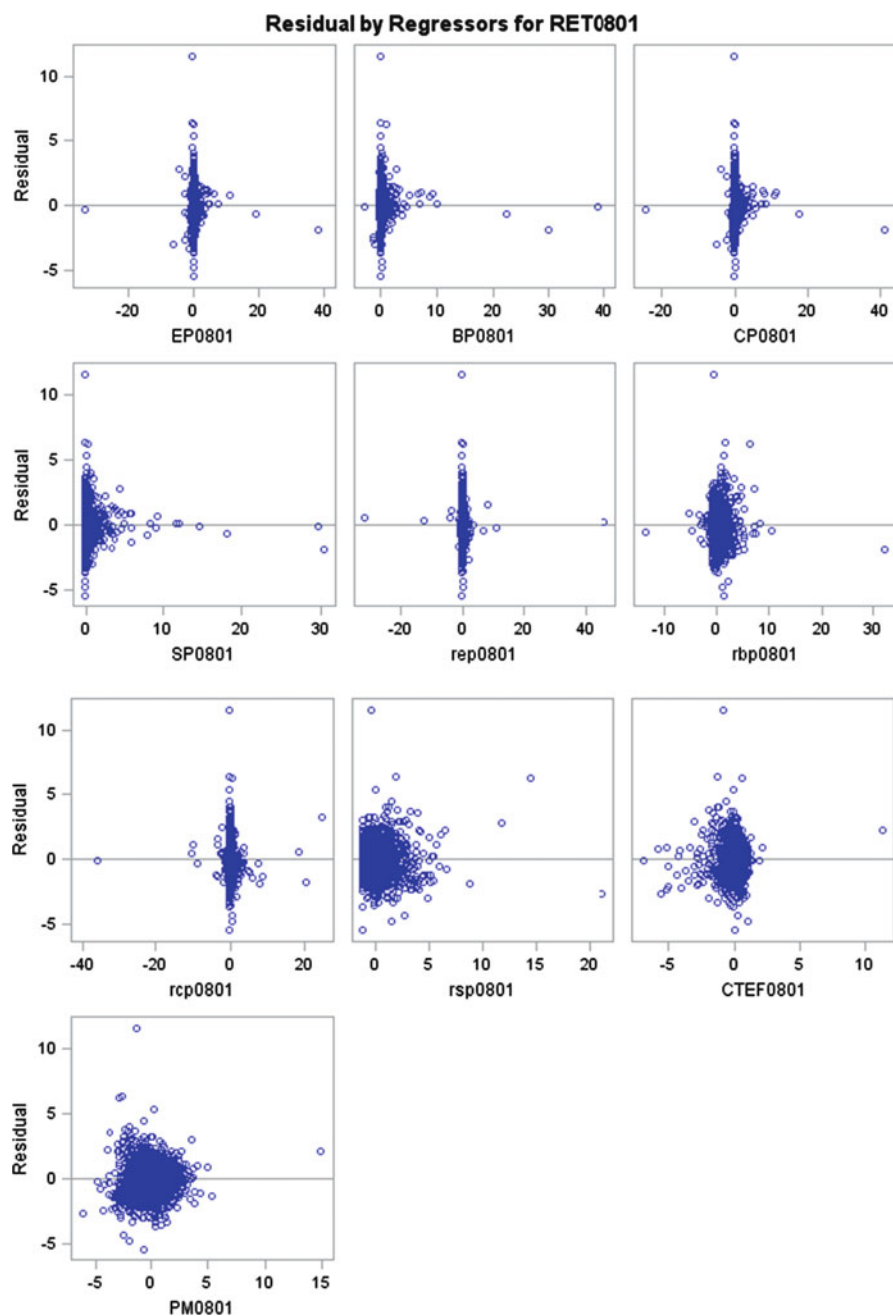 Residual by Regressors for RET0801
Residual
10
5
0
-5
-20 0 20 40
EP0801
0 10 20 30 40
BP0801
-20 0 20 40
CP0801
Residual
10
5
0
-5
0 10 20 30
SP0801
-20 0 20 40
rep0801
-10 0 10 20 30
rbp0801
Residual
10
5
0
-5
-40 -20 0 20
rcp0801
0 5 10 15 20
rsp0801
-5 0 5 10
CTEF0801
Residual
10
5
0
-5
-5 0 5 10 15
PM0801